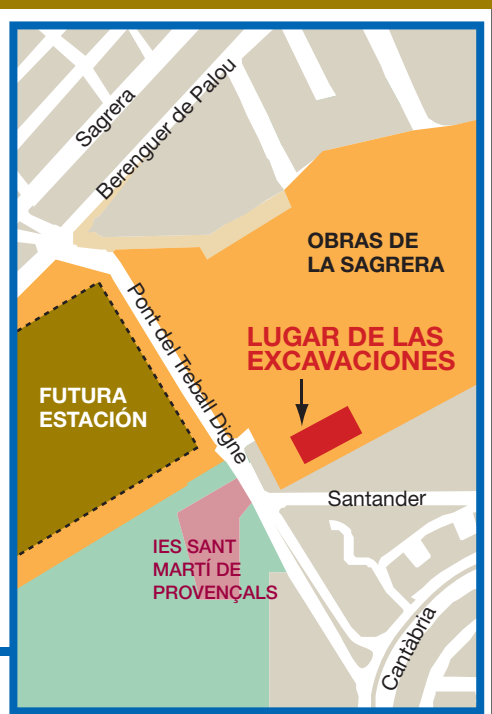 Sagrera
Berenguer de Palou
OBRAS DE
LA SAGRERA
Pont del Treball Digne
LUGAR DE LAS
EXCAVACIONES
FUTURA
ESTACIÓN
Santander
IES SANT
MARTÍ DE
PROVENÇALS
Cantàbria